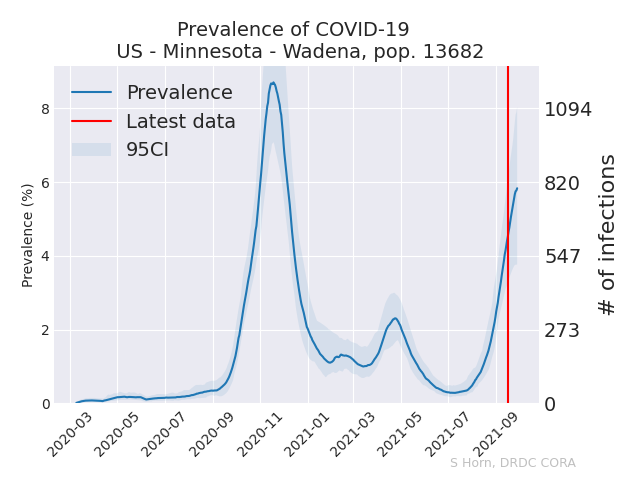 Prevalence of COVID-19
US - Minnesota - Wadena, pop. 13682
Prevalence
Latest data
95CI
Prevalence (%)
8
6
4
2
0
1094
820
547
273
0
# of infections
2020-03
2020-05
2020-07
2020-09
2020-11
2021-01
2021-03
2021-05
2021-07
2021-09
S Horn, DRDC CORA